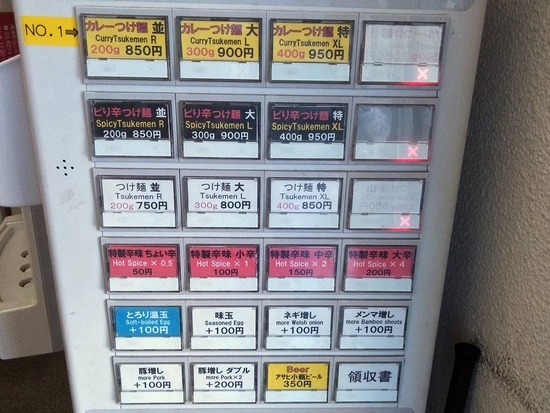 NO.1→
カレーつけ麺 並
CurryTsukemen R
200g 850円
カレーつけ麺 大
CurryTsukemen L
300g 900円
カレーつけ麺 特
CurryTsukemen XL
400g 950円
ピリ辛つけ麺 並
SpicyTsukemen R
200g 850円
ピリ辛つけ麺 大
SpicyTsukemen L
300g 900円
ピリ辛つけ麺 特
SpicyTsukemen XL
400g 950円
つけ麺 並
Tsukemen R
200g 750円
つけ麺 大
Tsukemen L
300g 800円
つけ麺 特
Tsukemen XL
400g 850円
特製辛味 ちょい辛
Hot Spice × 0.5
50円
特製辛味 小辛
Hot Spice × 1
+100円
特製辛味 中辛
Hot Spice × 2
150円
特製辛味 大辛
Hot Spice × 4
200円
とろり温玉
Soft-boiled Egg
+100円
味玉
Seasoned Egg
+100円
ネギ増し
more Welsh onion
+100円
メンマ増し
more Bamboo shoots
+100円
豚増し
more Pork
+100円
豚増し ダブル
more Pork×2
+200円
Beer
アサヒ小瓶ビール
350円
領収書